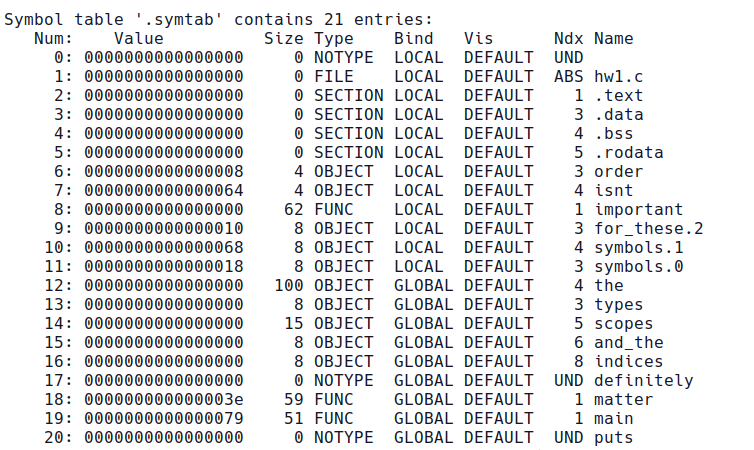 Symbol table '.symtab' contains 21 entries:
   Num:    Value          Size Type    Bind   Vis      Ndx Name
     0: 0000000000000000     0 NOTYPE  LOCAL  DEFAULT  UND
     1: 0000000000000000     0 FILE    LOCAL  DEFAULT  ABS hw1.c
     2: 0000000000000000     0 SECTION LOCAL  DEFAULT    1 .text
     3: 0000000000000000     0 SECTION LOCAL  DEFAULT    3 .data
     4: 0000000000000000     0 SECTION LOCAL  DEFAULT    4 .bss
     5: 0000000000000000     0 SECTION LOCAL  DEFAULT    5 .rodata
     6: 0000000000000008     4 OBJECT  LOCAL  DEFAULT    3 order
     7: 0000000000000064     4 OBJECT  LOCAL  DEFAULT    4 isnt
     8: 0000000000000000    62 FUNC    LOCAL  DEFAULT    1 important
     9: 0000000000000010     8 OBJECT  LOCAL  DEFAULT    3 for_these.2
    10: 0000000000000068     8 OBJECT  LOCAL  DEFAULT    4 symbols.1
    11: 0000000000000018     8 OBJECT  LOCAL  DEFAULT    3 symbols.0
    12: 0000000000000000   100 OBJECT  GLOBAL DEFAULT    4 the
    13: 0000000000000000     8 OBJECT  GLOBAL DEFAULT    3 types
    14: 0000000000000000    15 OBJECT  GLOBAL DEFAULT    5 scopes
    15: 0000000000000000     8 OBJECT  GLOBAL DEFAULT    6 and_the
    16: 0000000000000000     8 OBJECT  GLOBAL DEFAULT    8 indices
    17: 0000000000000000     0 NOTYPE  GLOBAL DEFAULT  UND definitely
    18: 000000000000003e    59 FUNC    GLOBAL DEFAULT    1 matter
    19: 0000000000000079    51 FUNC    GLOBAL DEFAULT    1 main
    20: 0000000000000000     0 NOTYPE  GLOBAL DEFAULT  UND puts